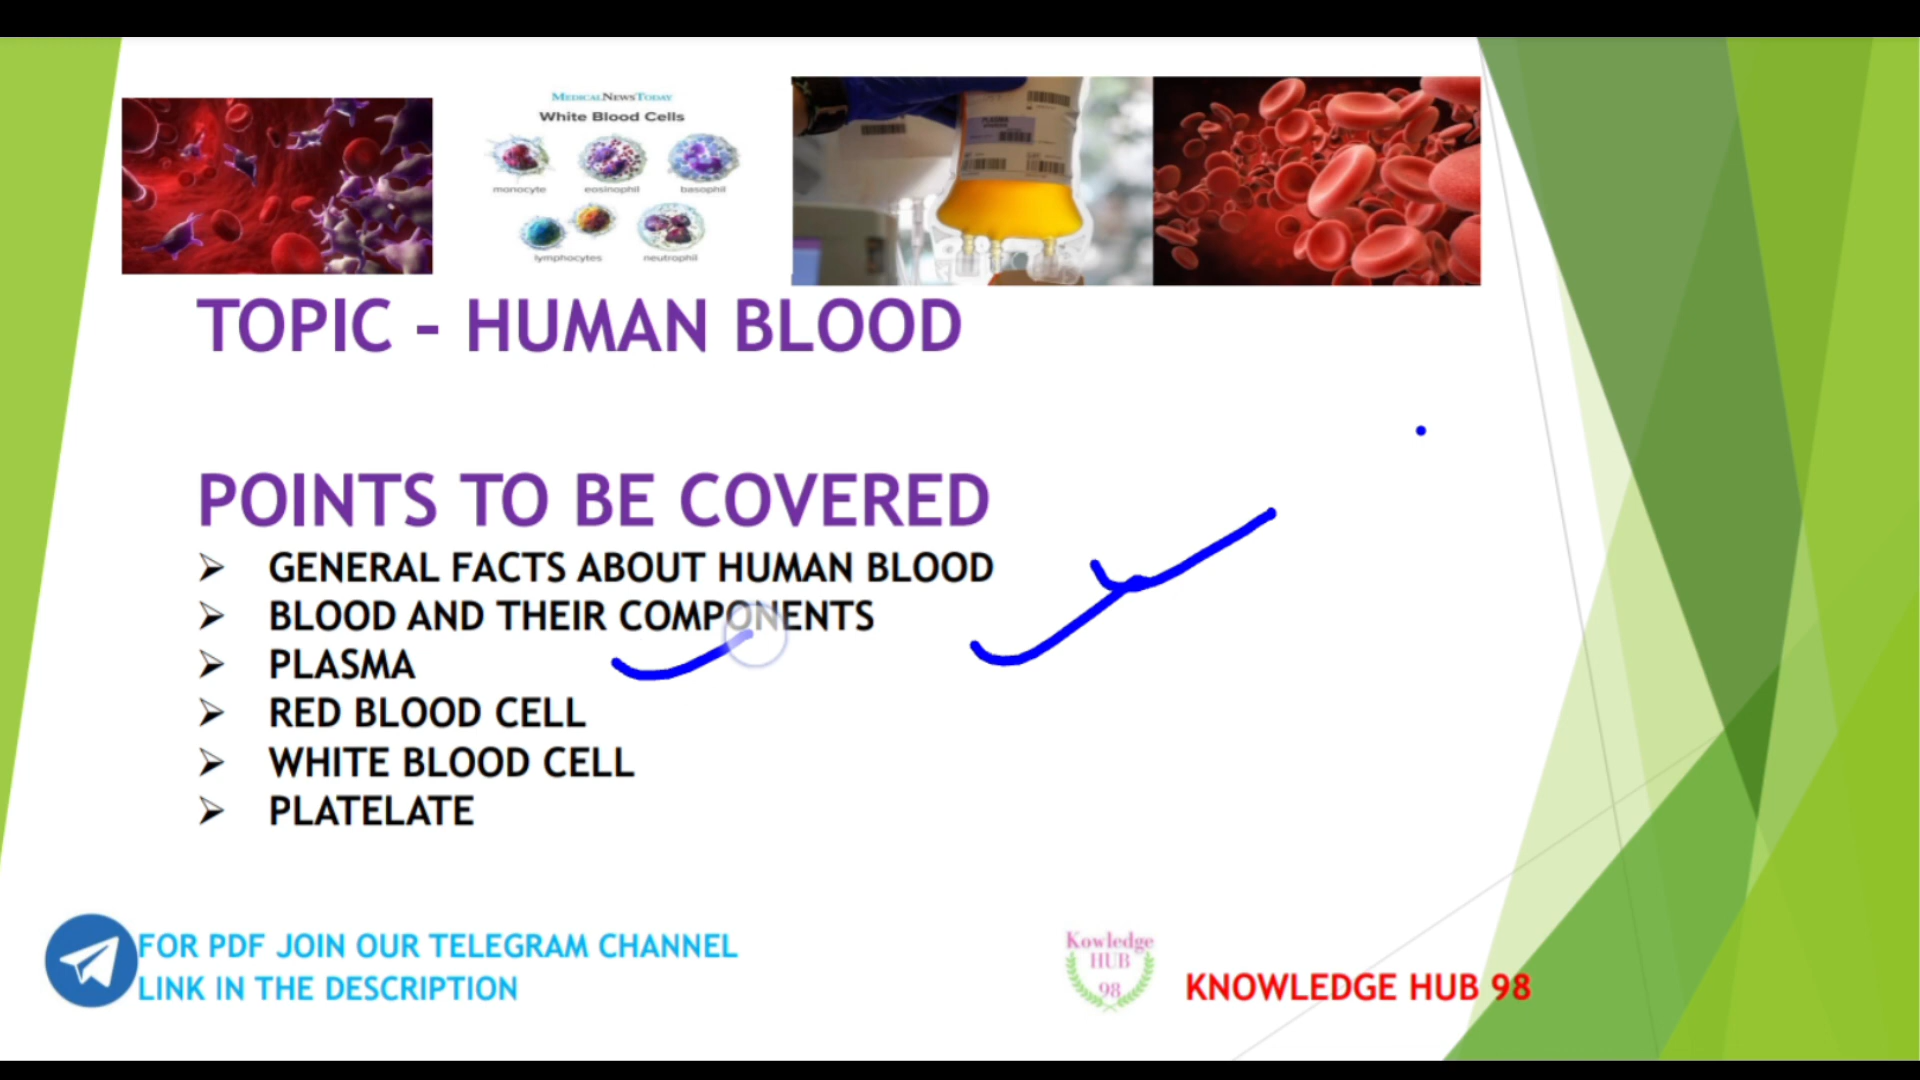 MEDICALNEWSTODAY
White Blood Cells
monocyte eosinophil basophil
lymphocytes neutrophil
PLASMA
TOPIC - HUMAN BLOOD
POINTS TO BE COVERED
➢ GENERAL FACTS ABOUT HUMAN BLOOD
➢ BLOOD AND THEIR COMPONENTS
➢ PLASMA
➢ RED BLOOD CELL
➢ WHITE BLOOD CELL
➢ PLATELATE
FOR PDF JOIN OUR TELEGRAM CHANNEL
LINK IN THE DESCRIPTION
Kowledge
HUB
98
KNOWLEDGE HUB 98